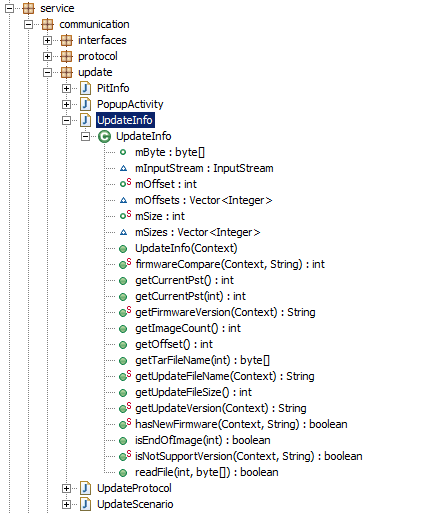 service
communication
interfaces
protocol
update
J PitInfo
J PopupActivity
J UpdateInfo
C UpdateInfo
mByte : byte[]
mInputStream : InputStream
S mOffset : int
mOffsets : Vector<Integer>
S mSize : int
mSizes : Vector<Integer>
UpdateInfo(Context)
S firmwareCompare(Context, String) : int
getCurrentPst() : int
getCurrentPst(int) : int
S getFirmwareVersion(Context) : String
getImageCount() : int
getOffset() : int
getTarFileName(int) : byte[]
S getUpdateFileName(Context) : String
getUpdateFileSize() : int
S getUpdateVersion(Context) : String
S hasNewFirmware(Context, String) : boolean
isEndOfImage(int) : boolean
S isNotSupportVersion(Context, String) : boolean
readFile(int, byte[]) : boolean
J UpdateProtocol
J UpdateScenario